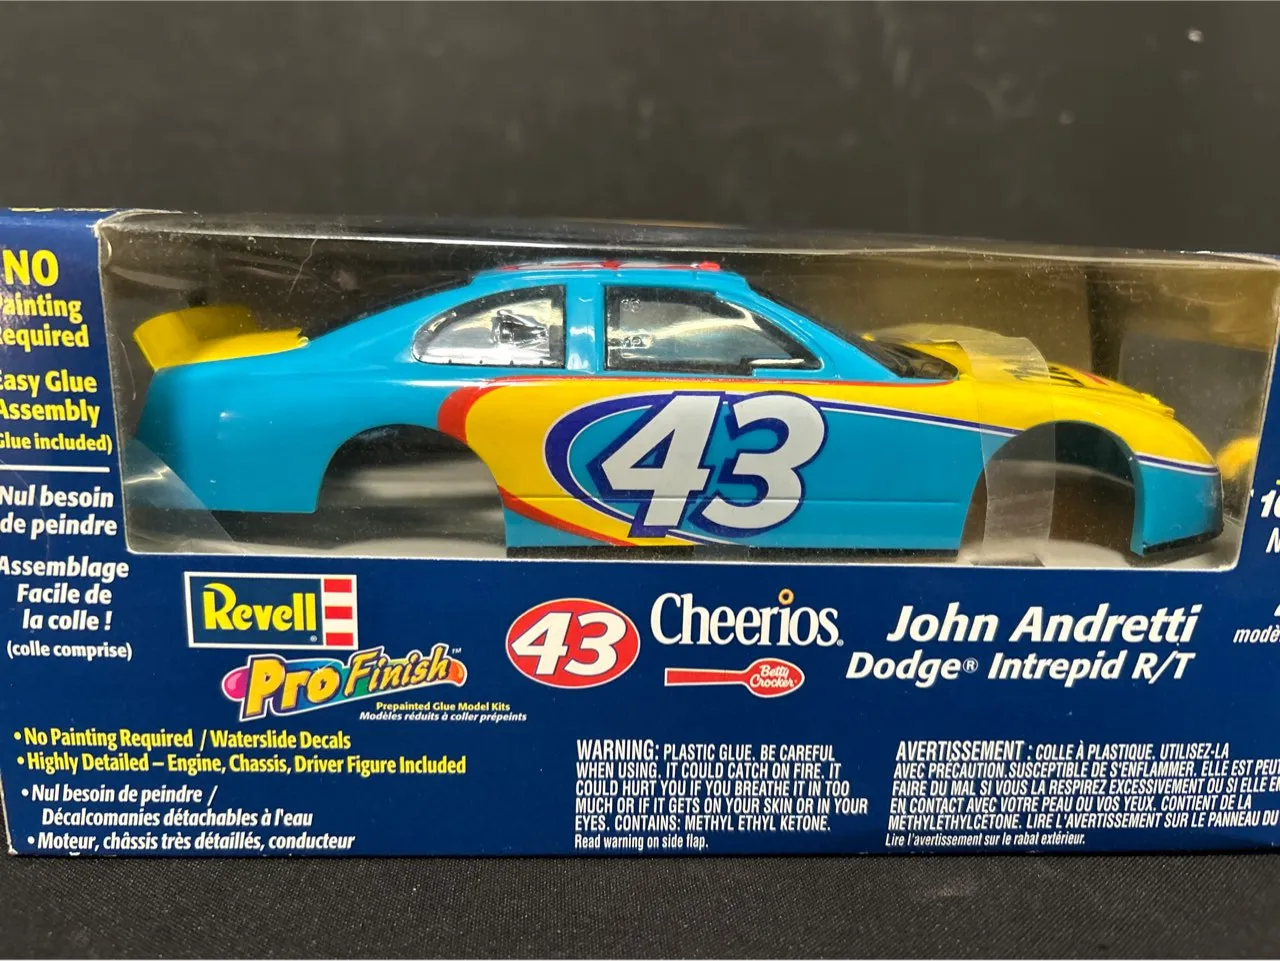 NO
Painting
Required
Easy Glue
Assembly
(Glue included)
Nul besoin
de peindre
Assemblage
Facile de
la colle !
(colle comprise)
43
Revell
®
Pro Finish™
Prepainted Glue Model Kits
Modèles réduits à coller prépeints
43
Cheerios®
Betty
Crocker
John Andretti
Dodge® Intrepid R/T
• No Painting Required / Waterslide Decals
• Highly Detailed – Engine, Chassis, Driver Figure Included
• Nul besoin de peindre /
Décalcomanies détachables à l'eau
• Moteur, châssis très détaillés, conducteur
WARNING: PLASTIC GLUE. BE CAREFUL
WHEN USING. IT COULD CATCH ON FIRE. IT
COULD HURT YOU IF YOU BREATHE IT IN TOO
MUCH OR IF IT GETS ON YOUR SKIN OR IN YOUR
EYES. CONTAINS: METHYL ETHYL KETONE.
Read warning on side flap.
AVERTISSEMENT : COLLE À PLASTIQUE. UTILISEZ-LA
AVEC PRÉCAUTION. SUSCEPTIBLE DE S'ENFLAMMER. ELLE EST PEUT
FAIRE DU MAL SI VOUS LA RESPIREZ EXCESSIVEMENT OU SI ELLE
EN CONTACT AVEC VOTRE PEAU OU VOS YEUX. CONTIENT DE LA
METHYLETHYLCETONE. LIRE L'AVERTISSEMENT SUR LE PANNEAU DU
Lire l'avertissement sur le rabat extérieur.